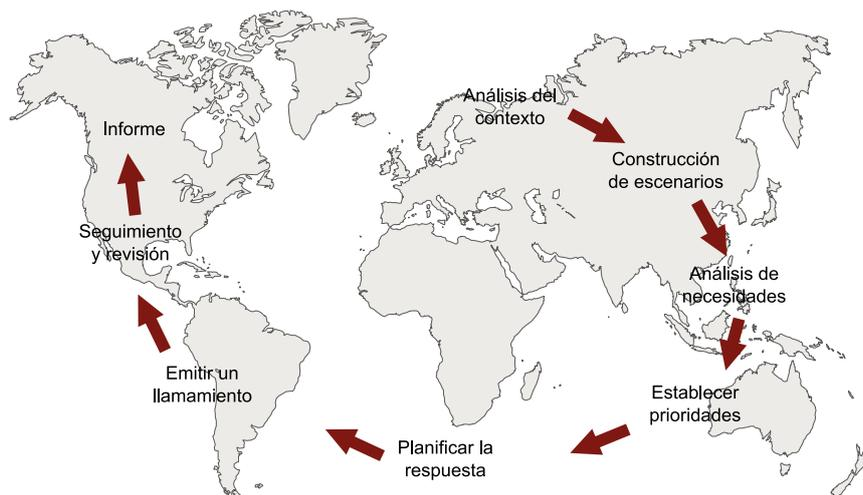 Análisis del
contexto
Construcción
de escenarios
Análisis de
necesidades
Establecer
prioridades
Planificar la
respuesta
Emitir un
llamamiento
Seguimiento
y revisión
Informe